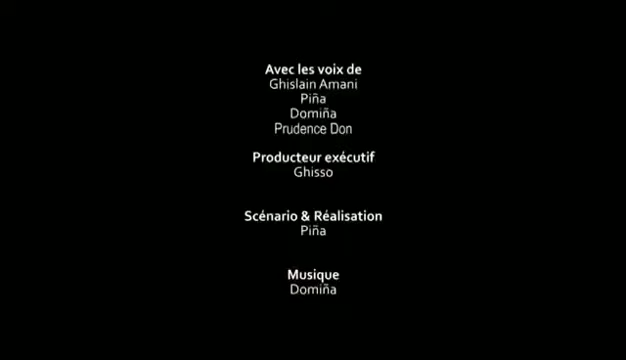 Avec les voix de
Ghislain Amani
Piña
Domiña
Prudence Don
Producteur exécutif
Ghisso
Scénario & Réalisation
Piña
Musique
Domiña